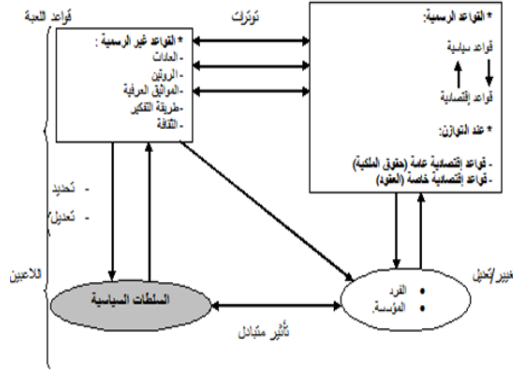 قواعد اللعبة
توترات
* القواعد الرسمية:
قواعد سياسية
قواعد إقتصادية
* عند التوازن:
- قواعد إقتصادية عامة (حقوق الملكية)
- قواعد إقتصادية خاصة (العقود)
* القواعد غير الرسمية :
- العادات
- الروتين
-المواثيق العرفية
- طريقة التفكير
- الثقافة
- تحديد
- تعديل
اللاعبين
تغيير/تعديل
السلطات السياسية
• الفرد
• المؤسسة.
تأثير متبادل